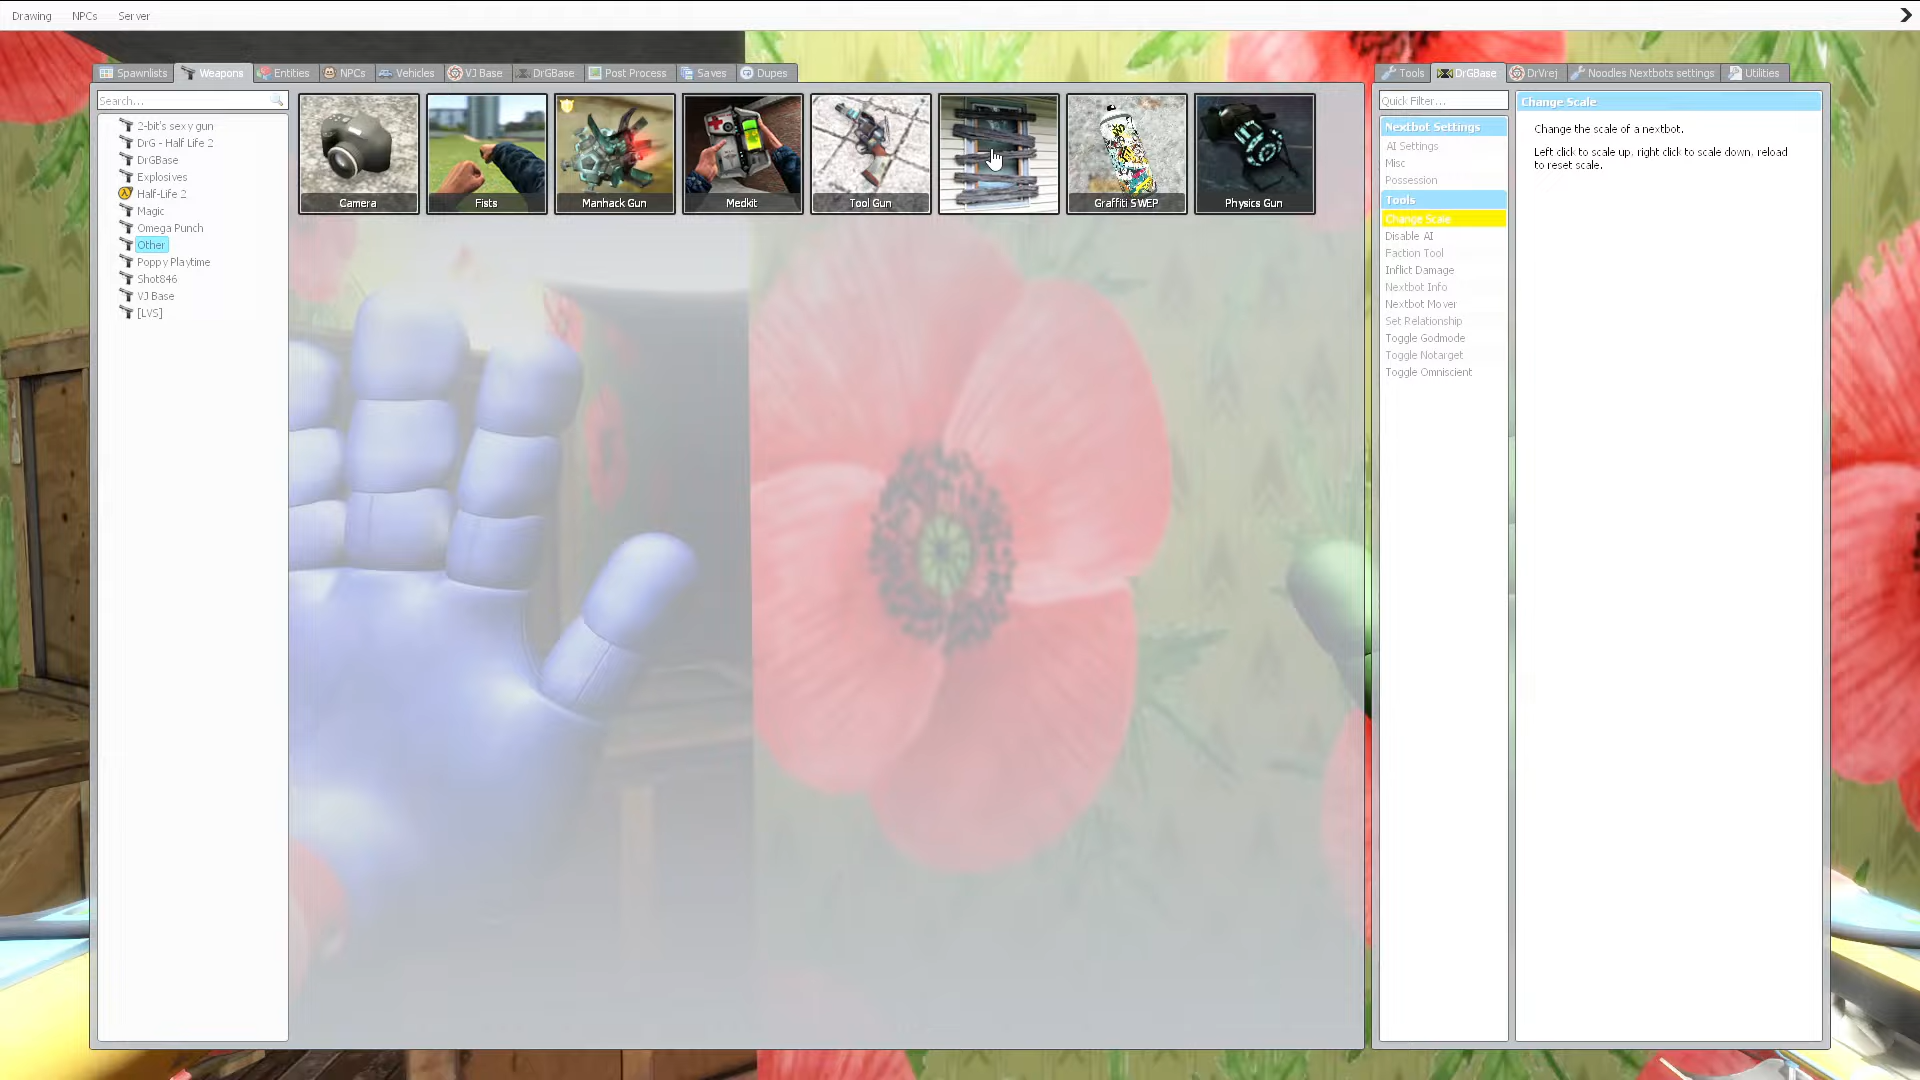 Drawing NPCs Server
Spawnlists Weapons Entities NPCs Vehicles VJ Base DrGBase Post Process Saves Dupes
Tools DrGBase DrVrej Noodles Nextbots settings Utilities
Search...
2-bit's sexy gun
DrG - Half Life 2
DrGBase
Explosives
Half-Life 2
Magic
Omega Punch
Other
Poppy Playtime
Shot846
VJ Base
[LVS]
Camera
Fists
Manhack Gun
Medkit
Tool Gun
Graffiti SWEP
Physics Gun
Quick Filter...
Nextbot Settings
AI Settings
Misc
Possession
Tools
Change Scale
Disable AI
Faction Tool
Inflict Damage
Nextbot Info
Nextbot Mover
Set Relationship
Toggle Godmode
Toggle Notarget
Toggle Omniscient
Change Scale
Change the scale of a nextbot.
Left click to scale up, right click to scale down, reload
to reset scale.